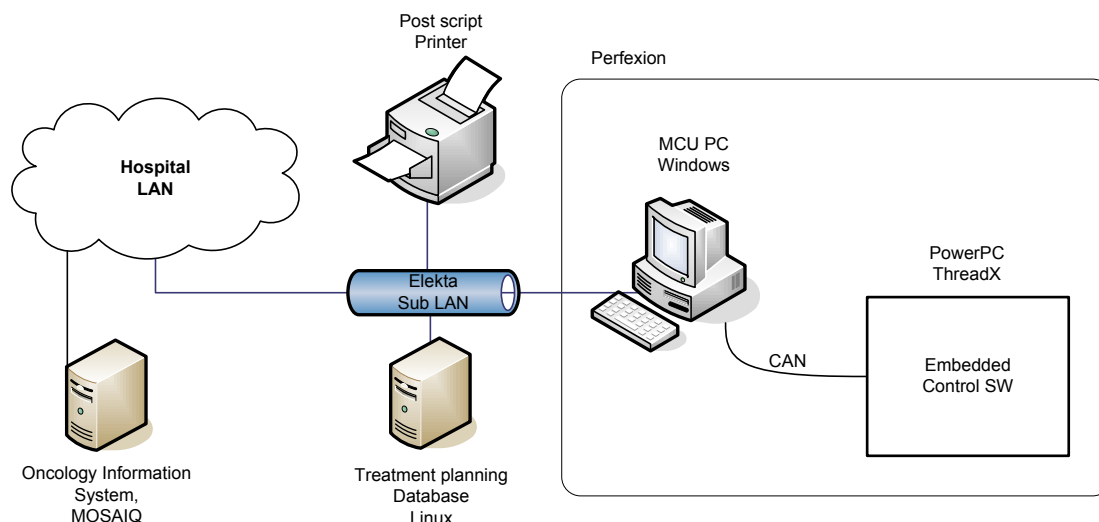 Post script
Printer
Perfexion
Hospital
LAN
MCU PC
Windows
PowerPC
ThreadX
Elekta
Sub LAN
CAN
Embedded
Control SW
Oncology Information
System,
MOSAIQ
Treatment planning
Database
Linux